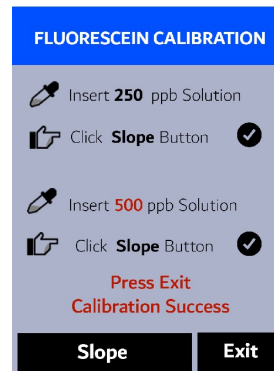 FLUORESCEIN CALIBRATION
Insert 250 ppb Solution
Click Slope Button
Insert 500 ppb Solution
Click Slope Button
Press Exit
Calibration Success
Slope
Exit